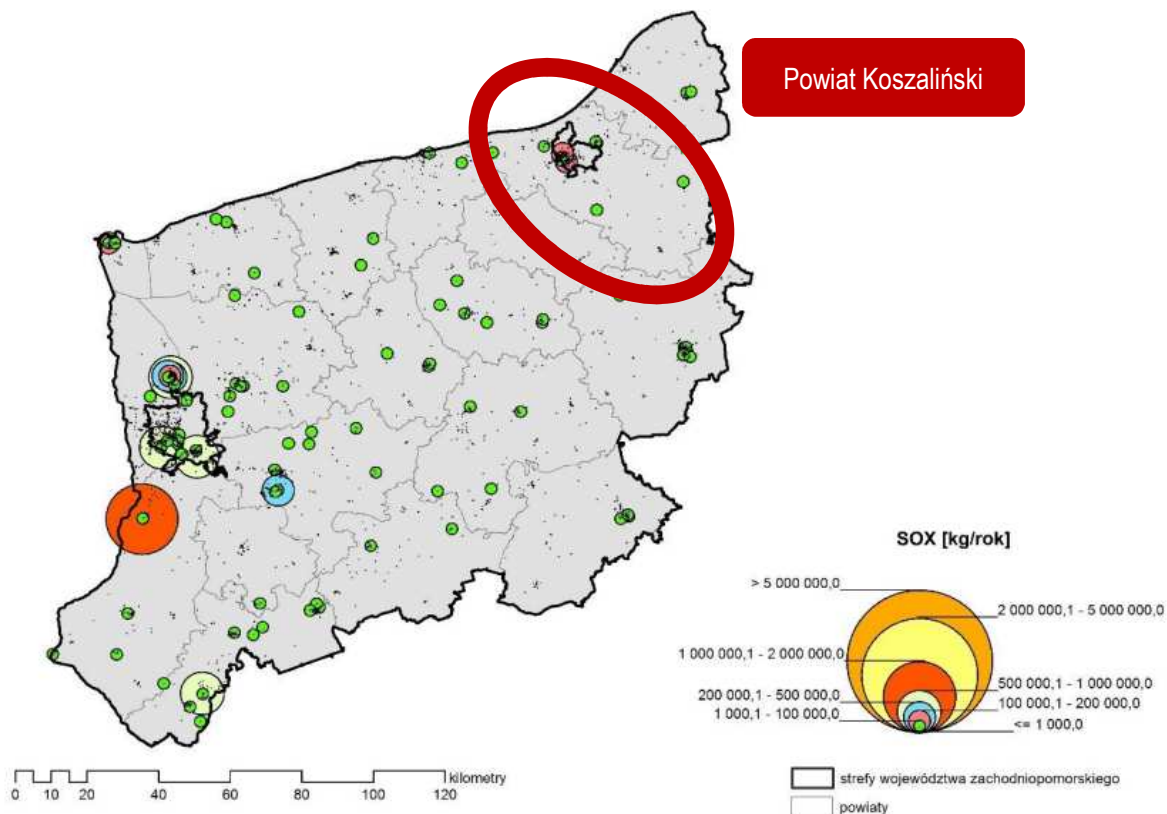 Powiat Koszaliński
SOX [kg/rok]
> 5 000 000,0
2 000 000,1 - 5 000 000,0
1 000 000,1 - 2 000 000,0
500 000,1 - 1 000 000,0
200 000,1 - 500 000,0
100 000,1 - 200 000,0
1 000,1 - 100 000,0
<= 1 000,0
kilometry
0 10 20 40 60 80 100 120
strefy województwa zachodniopomorskiego
powiaty